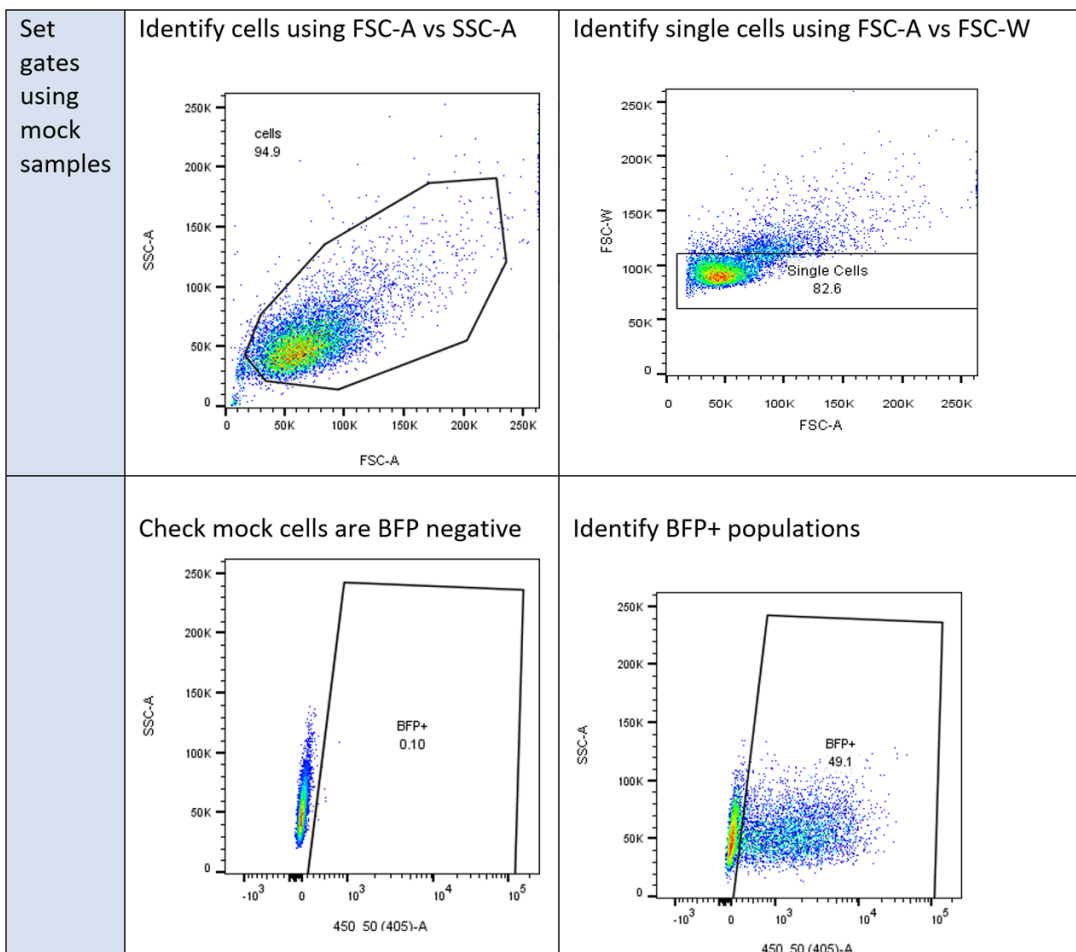 Set
gates
using
mock
samples
Identify cells using FSC-A vs SSC-A
250K
200K
150K
100K
50K
0
SSC-A
cells
94.9
0 50K 100K 150K 200K 250K
FSC-A
Identify single cells using FSC-A vs FSC-W
250K
200K
150K
100K
50K
0
FSC-W
Single Cells
82.6
0 50K 100K 150K 200K 250K
FSC-A
Check mock cells are BFP negative
250K
200K
150K
100K
50K
0
SSC-A
BFP+
0.10
-10³ 0 10³ 10⁴ 10⁵
450_50 (405)-A
Identify BFP+ populations
250K
200K
150K
100K
50K
0
SSC-A
BFP+
49.1
-10³ 0 10³ 10⁴ 10⁵
450_50 (405)-A